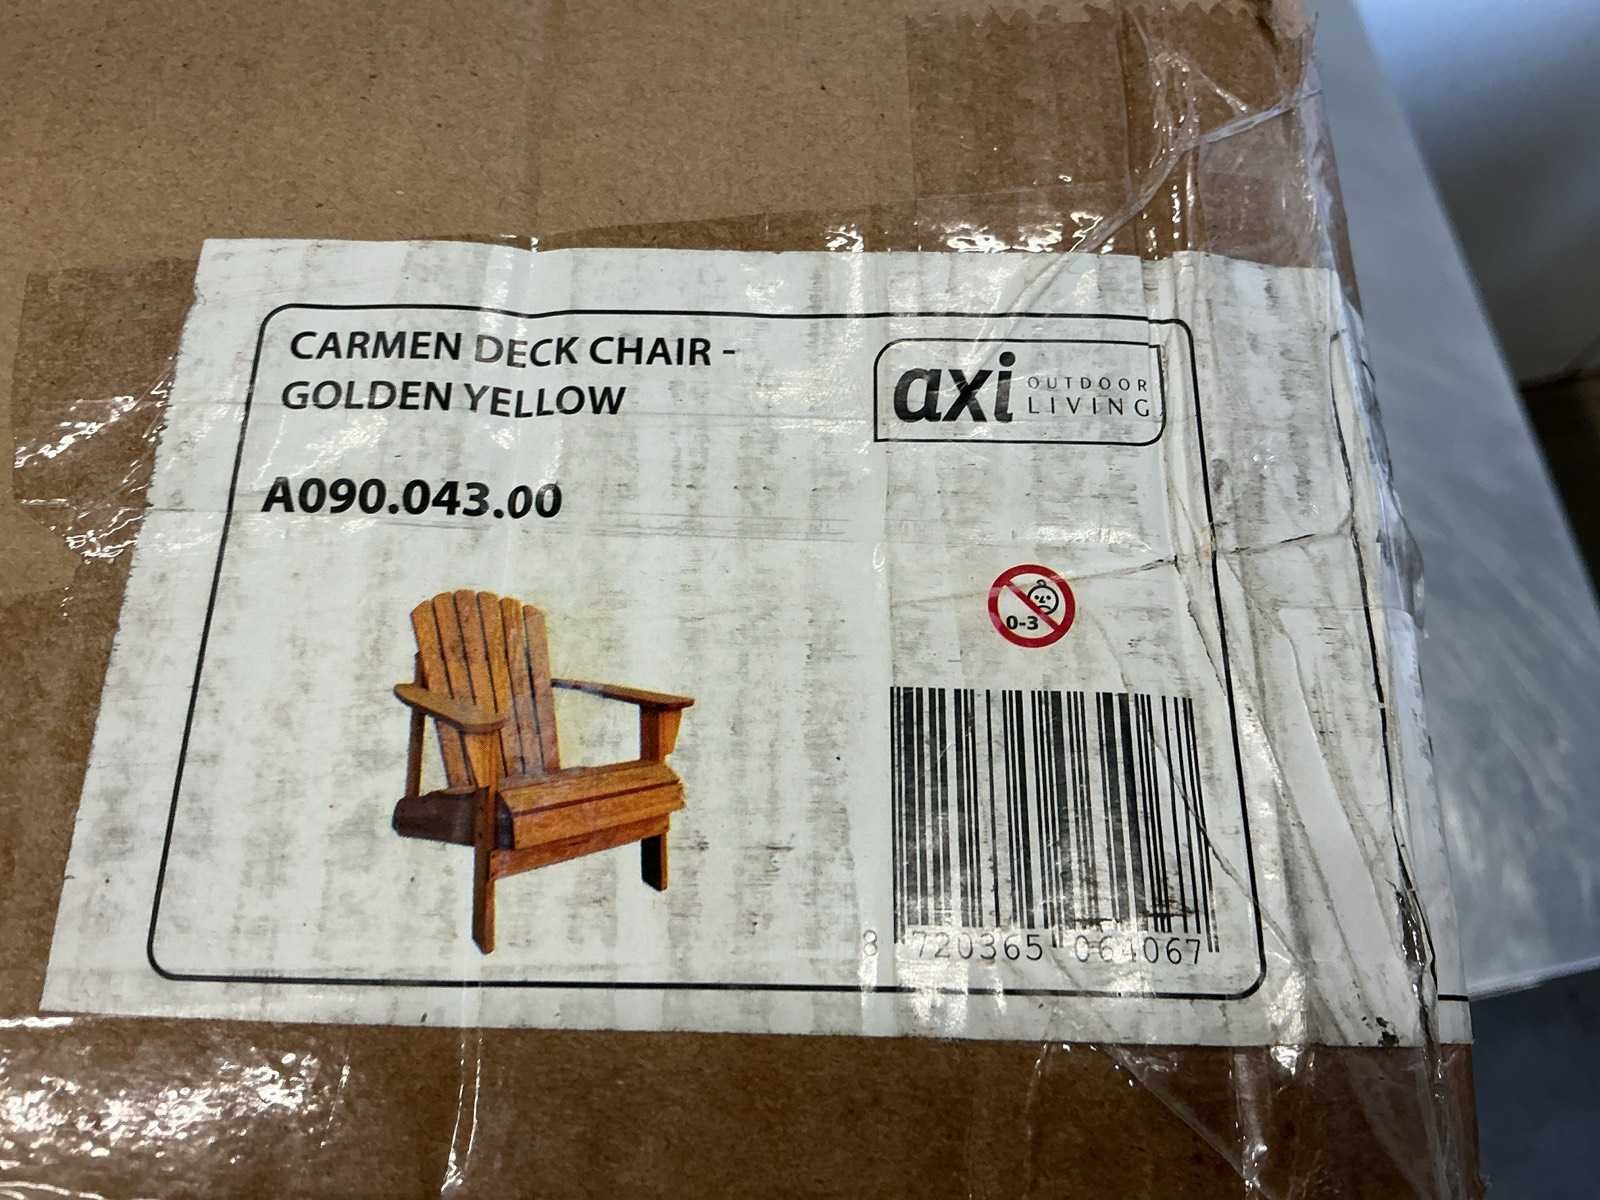 CARMEN DECK CHAIR -
GOLDEN YELLOW
axi OUTDOOR
LIVING
A090.043.00
0-3
8 720365 064067